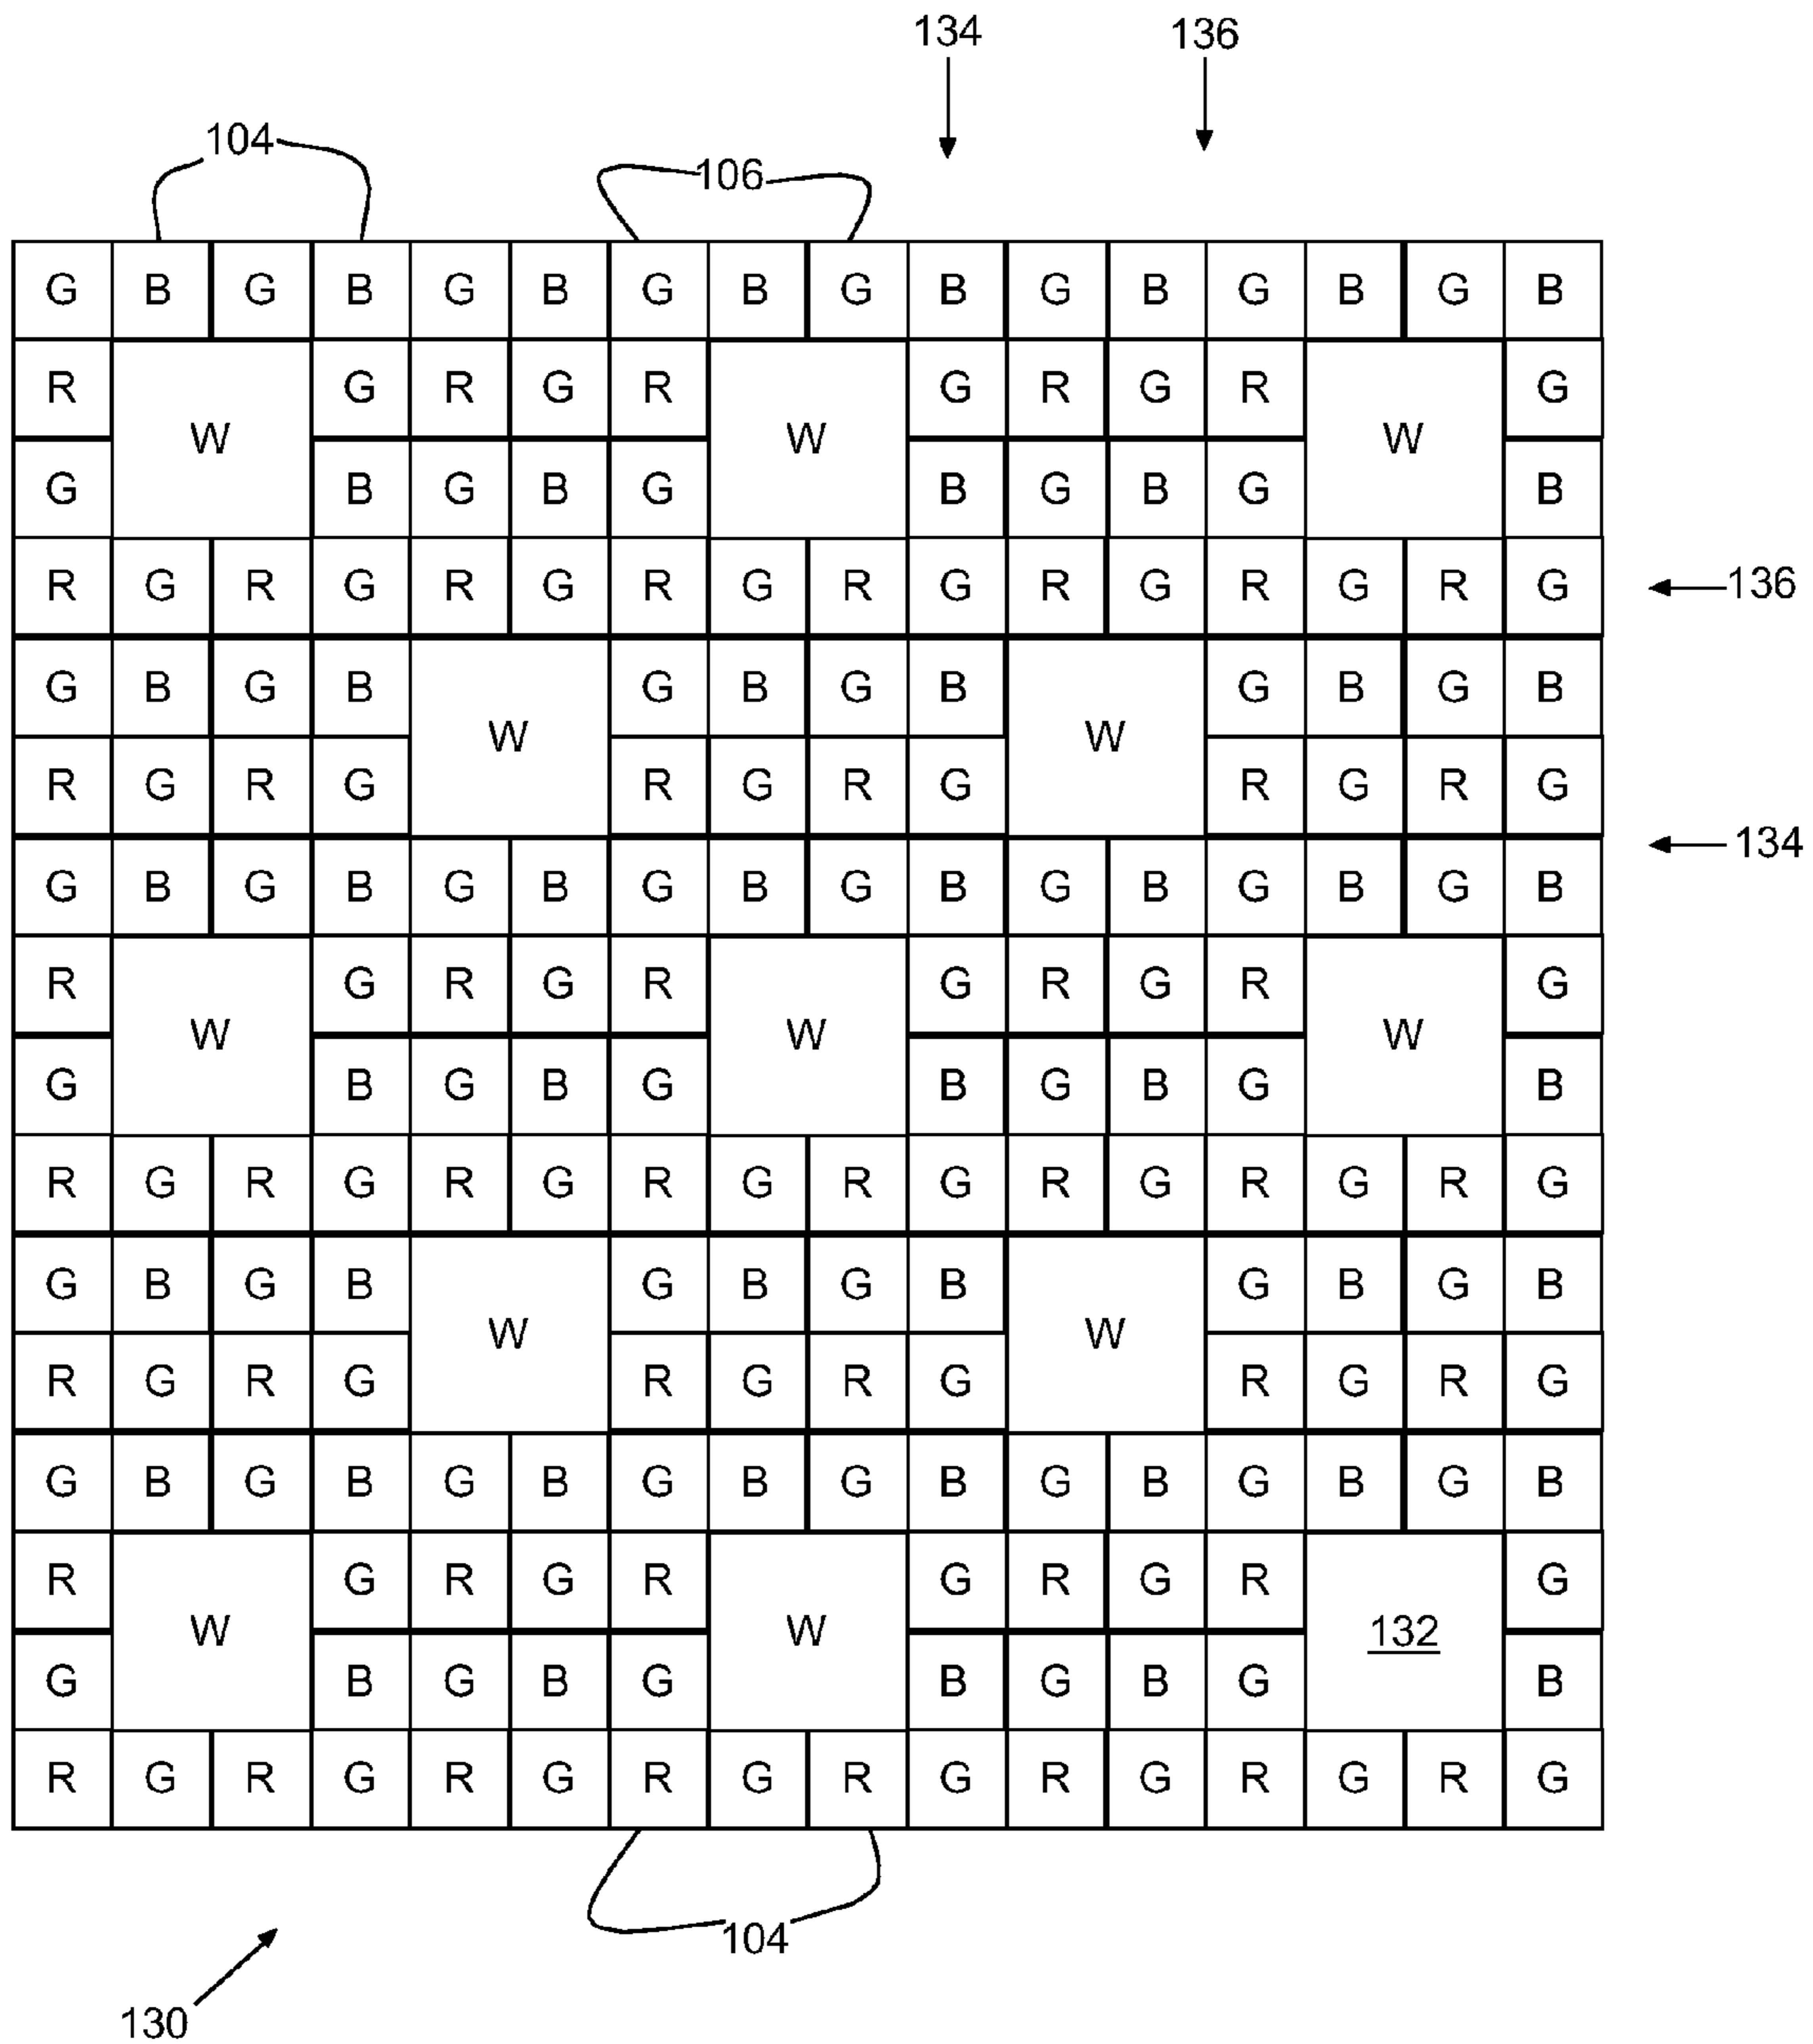 134 136
104
106
G B G B G B G B G B G B G B G B
R G R G R G R G R G
W W W
G B G B G B G B G B
R G R G R G R G R G R G R G R G 136
G B G B G B G B G B G B
W W
R G R G R G R G R G R G
134
G B G B G B G B G B G B G B G B
R G R G R G R G R G
W W W
G B G B G B G B G B
R G R G R G R G R G R G R G R G
G B G B G B G B G B G B
W W
R G R G R G R G R G R G
G B G B G B G B G B G B G B G B
R G R G R G R G R G
W W 132
G B G B G B G B G B
R G R G R G R G R G R G R G R G
104
130